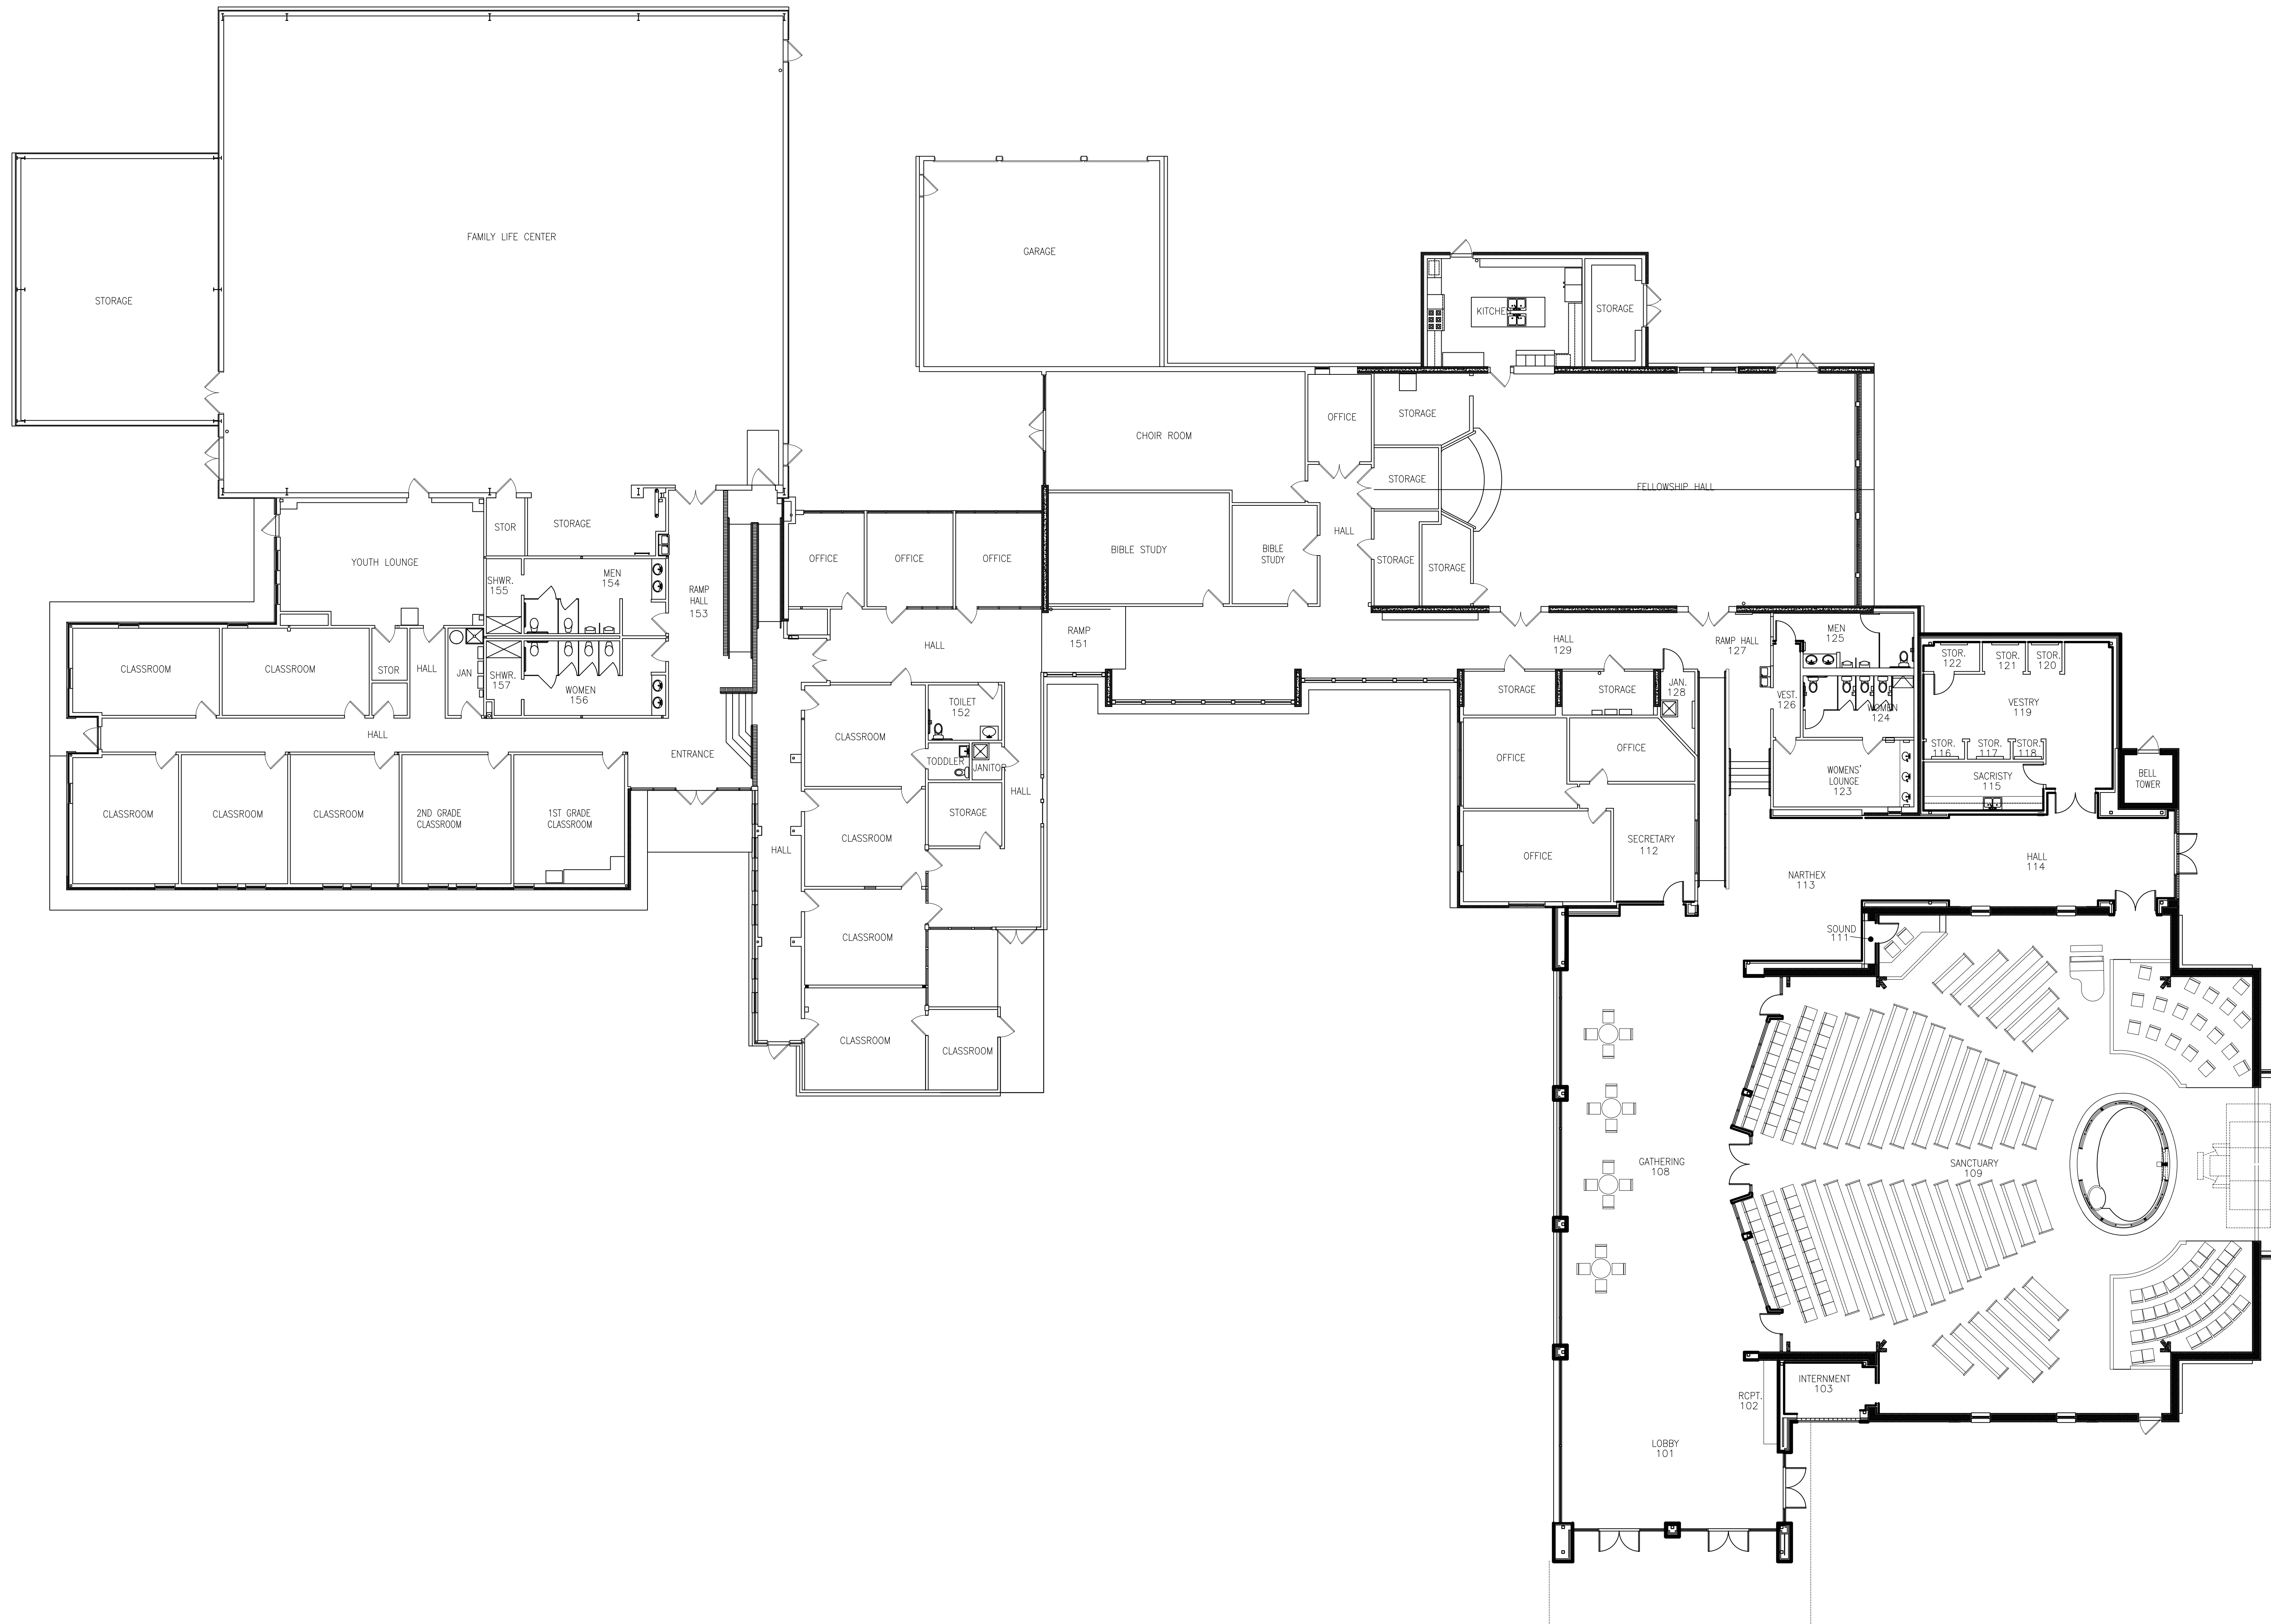 FAMILY LIFE CENTER
STORAGE
GARAGE
KITCHEN
STORAGE
CHOIR ROOM
OFFICE
STORAGE
STORAGE
FELLOWSHIP HALL
STOR
STORAGE
YOUTH LOUNGE
SHWR.
155
MEN
154
RAMP
HALL
153
OFFICE
OFFICE
OFFICE
BIBLE STUDY
BIBLE
STUDY
HALL
STORAGE
STORAGE
CLASSROOM
CLASSROOM
STOR
HALL
JAN
SHWR.
157
WOMEN
156
HALL
RAMP
151
HALL
129
RAMP HALL
127
MEN
125
STOR.
122
STOR.
121
STOR.
120
STORAGE
STORAGE
JAN.
128
VEST.
126
WOMEN
124
VESTRY
119
TOILET
152
HALL
ENTRANCE
CLASSROOM
TODDLER
JANITOR
HALL
OFFICE
OFFICE
STOR.
116
STOR.
117
STOR.
118
WOMENS'
LOUNGE
123
SACRISTY
115
BELL
TOWER
CLASSROOM
CLASSROOM
CLASSROOM
2ND GRADE
CLASSROOM
1ST GRADE
CLASSROOM
STORAGE
HALL
CLASSROOM
OFFICE
SECRETARY
112
NARTHEX
113
HALL
114
CLASSROOM
SOUND
111
CLASSROOM
CLASSROOM
GATHERING
108
SANCTUARY
109
INTERNMENT
103
RCPT.
102
LOBBY
101